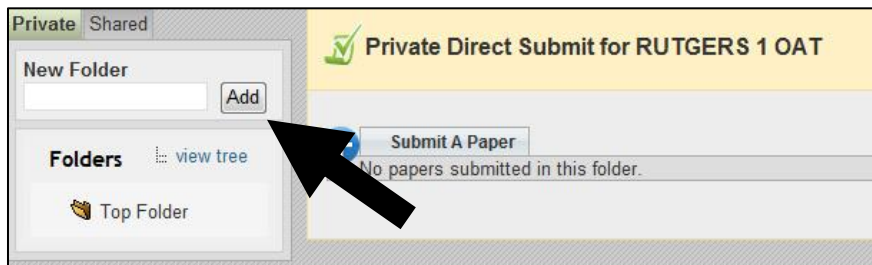 Private Shared
New Folder
Add
Folders view tree
Top Folder
Private Direct Submit for RUTGERS 1 OAT
Submit A Paper
No papers submitted in this folder.